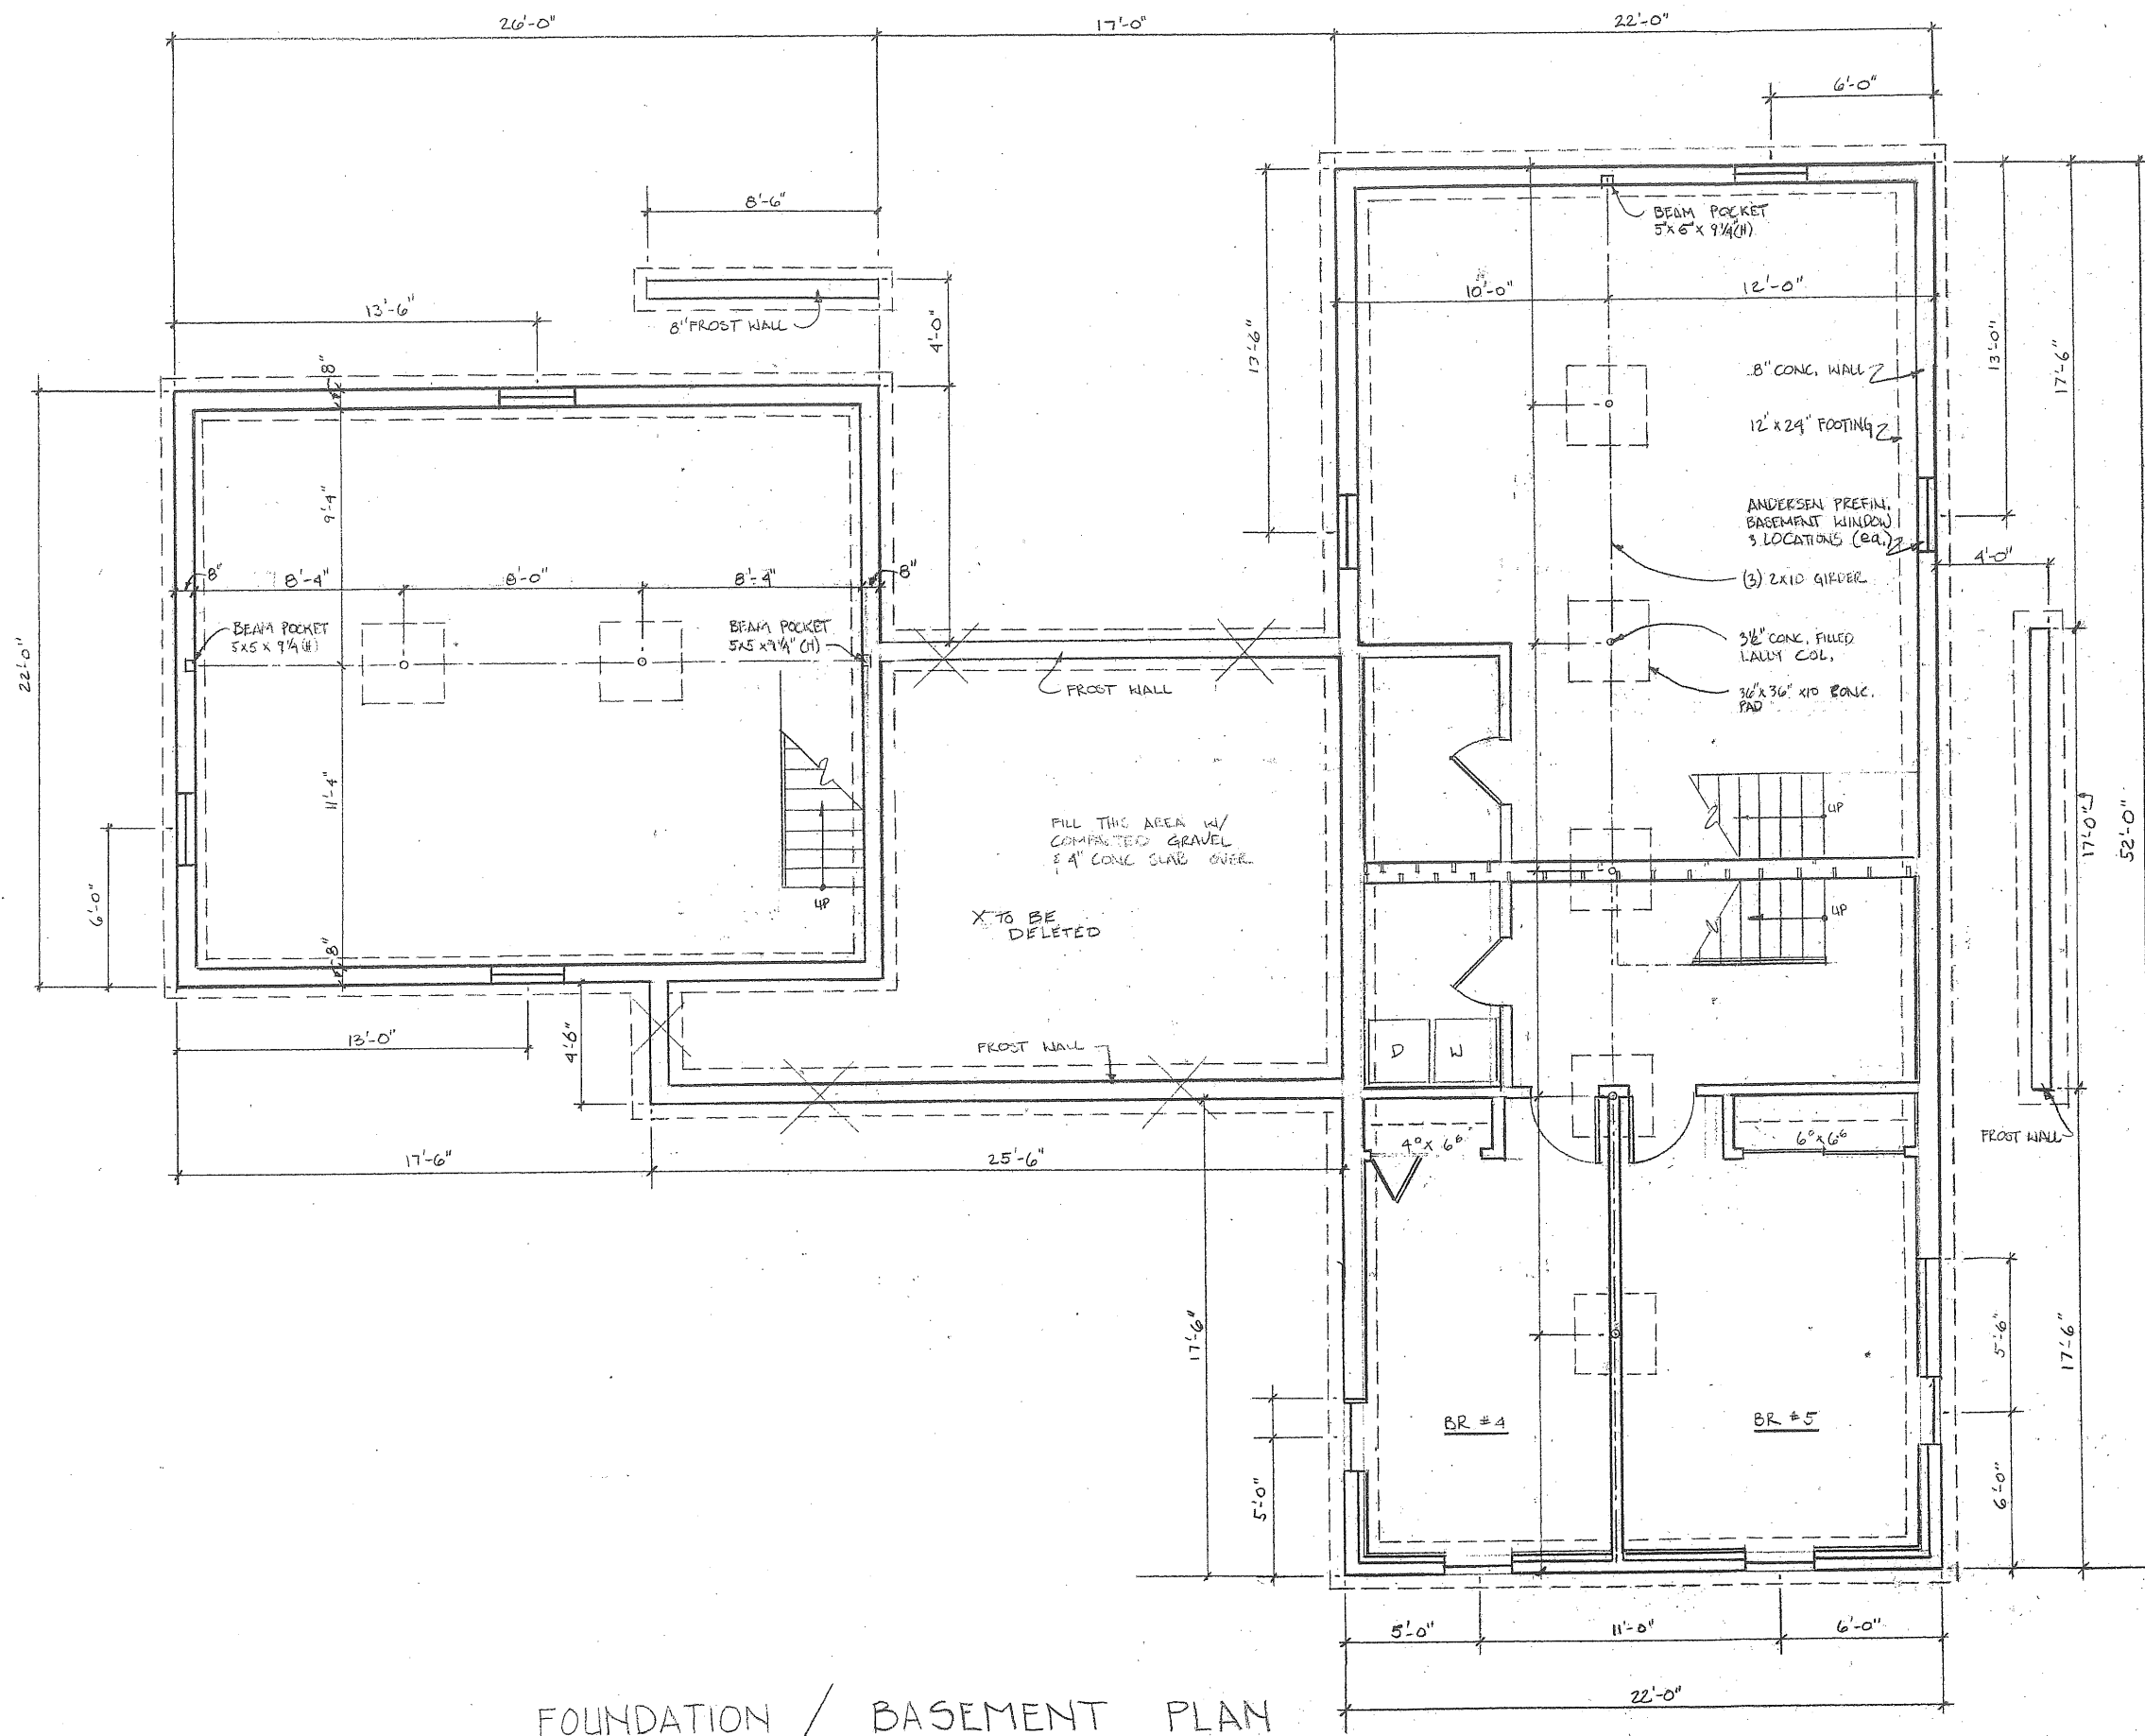 26'-0"
17'-0"
22'-0"
6'-0"
8'-6"
BEAM POCKET
5"x5"x9¼"(H)
10'-0"
12'-0"
13'-6"
8" FROST WALL
4'-0"
13'-6"
13'-0"
17'-6"
8"
8" CONC. WALL
12" x 24" FOOTING
9'-4"
ANDERSEN PREFIN.
BASEMENT WINDOW
3 LOCATIONS (ea.)
4'-0"
8"
8'-4"
8'-0"
8'-4"
8"
(3) 2x10 GIRDER
22'-0"
BEAM POCKET
5x5 x 9¼(H)
BEAM POCKET
5x5 x 9¼" (H)
3½" CONC. FILLED
LALLY COL.
FROST WALL
36"x 36" x10 CONC.
PAD
11'-4"
UP
FILL THIS AREA W/
COMPACTED GRAVEL
& 4" CONC SLAB OVER
17'-0"
52'-0"
6'-0"
UP
X TO BE
DELETED
UP
8"
13'-0"
4'-6"
FROST WALL
D
W
4⁰x 6⁶
6⁰x 6⁶
FROST WALL
17'-6"
25'-6"
17'-6"
5'-6"
17'-6"
BR #4
BR #5
5'-0"
6'-0"
5'-0"
11'-0"
6'-0"
22'-0"
FOUNDATION / BASEMENT PLAN